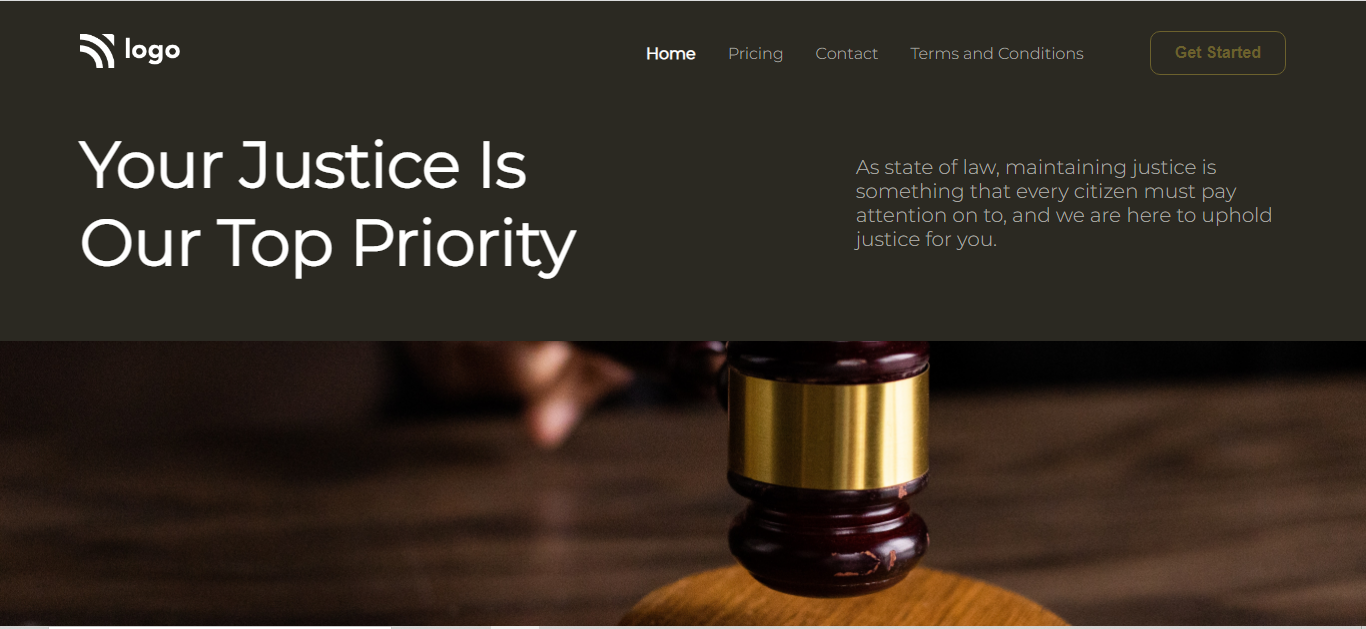 logo
Home Pricing Contact Terms and Conditions Get Started
Your Justice Is
Our Top Priority
As state of law, maintaining justice is
something that every citizen must pay
attention on to, and we are here to uphold
justice for you.